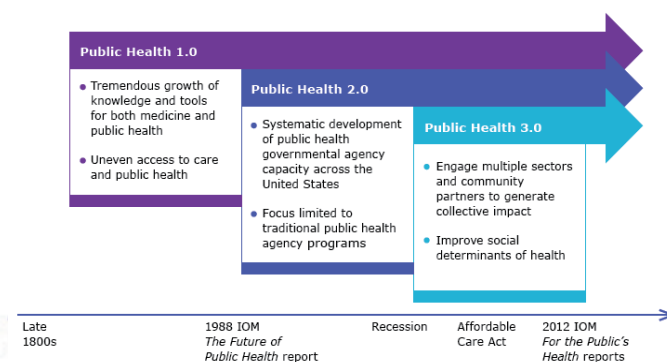 Public Health 1.0
• Tremendous growth of
knowledge and tools
for both medicine and
public health
• Uneven access to care
and public health
Public Health 2.0
• Systematic development
of public health
governmental agency
capacity across the
United States
• Focus limited to
traditional public health
agency programs
Public Health 3.0
• Engage multiple sectors
and community
partners to generate
collective impact
• Improve social
determinants of health
Late
1800s
1988 IOM
The Future of
Public Health report
Recession
Affordable
Care Act
2012 IOM
For the Public's
Health reports